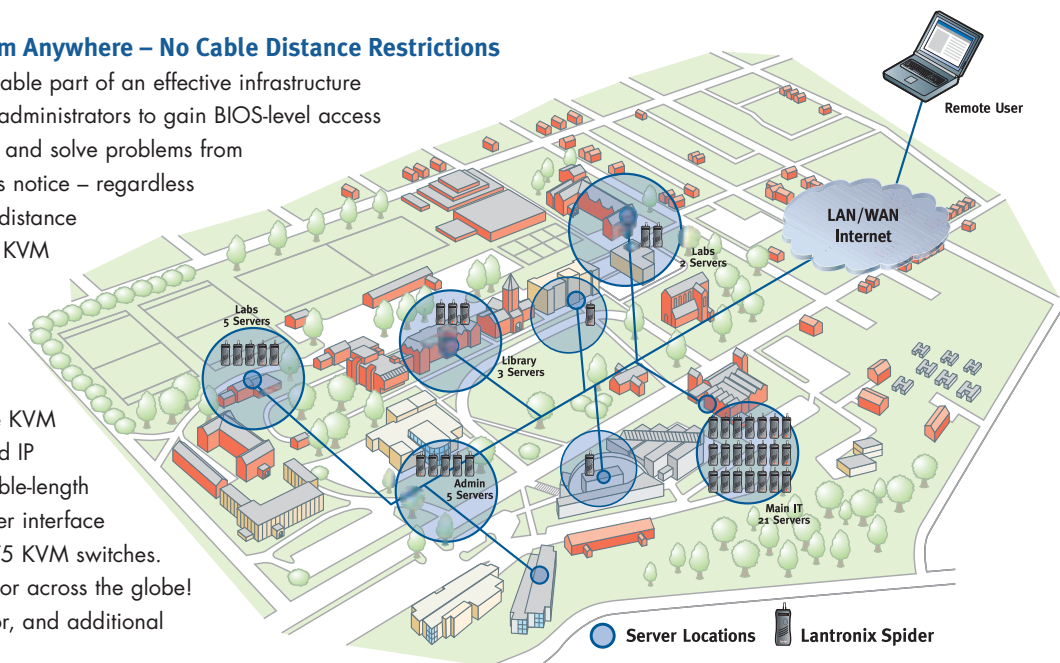 m Anywhere – No Cable Distance Restrictions
able part of an effective infrastructure
administrators to gain BIOS-level access
and solve problems from
s notice – regardless
distance
KVM
KVM
d IP
ble-length
er interface
T5 KVM switches.
or across the globe!
or, and additional
Remote User
LAN/WAN
Internet
Labs
2 Servers
Labs
5 Servers
Library
3 Servers
Admin
5 Servers
Main IT
21 Servers
Server Locations
Lantronix Spider